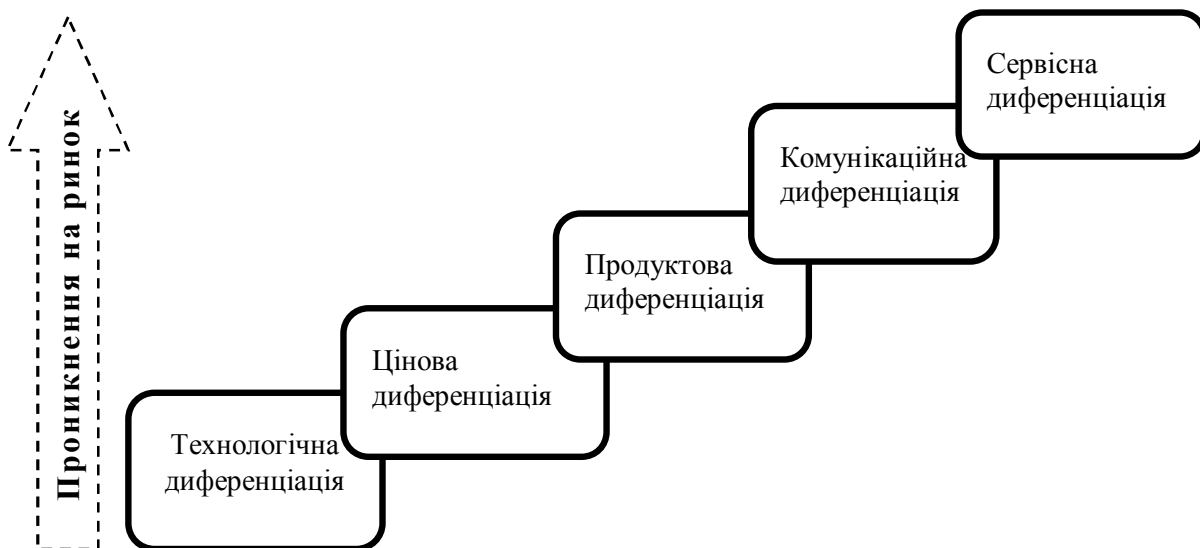 Проникнення на ринок
Сервісна
диференціація
Комунікаційна
диференціація
Продуктова
диференціація
Цінова
диференціація
Технологічна
диференціація